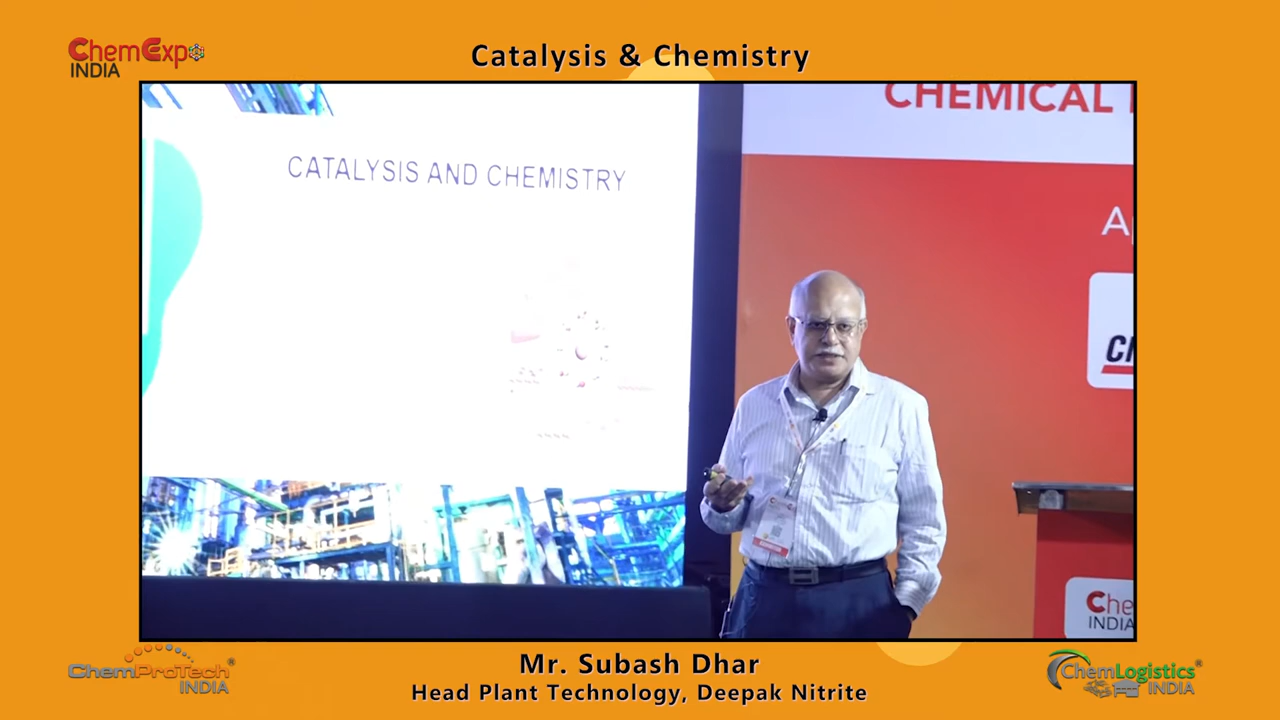 ChemExpo
INDIA
Catalysis & Chemistry
CATALYSIS AND CHEMISTRY
CHEMICAL
ChemProTech®
INDIA
Mr. Subash Dhar
Head Plant Technology, Deepak Nitrite
ChemLogistics®
INDIA
INDIA